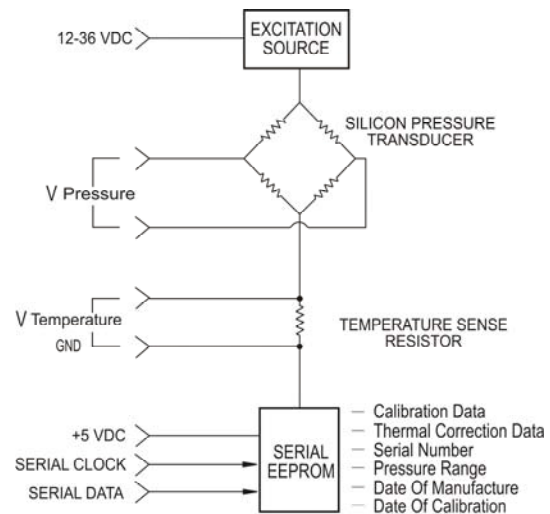 EXCITATION
SOURCE
12-36 VDC
SILICON PRESSURE
TRANSDUCER
V Pressure
V Temperature
GND
TEMPERATURE SENSE
RESISTOR
+5 VDC
SERIAL CLOCK
SERIAL DATA
SERIAL
EEPROM
— Calibration Data
— Thermal Correction Data
— Serial Number
— Pressure Range
— Date Of Manufacture
— Date Of Calibration